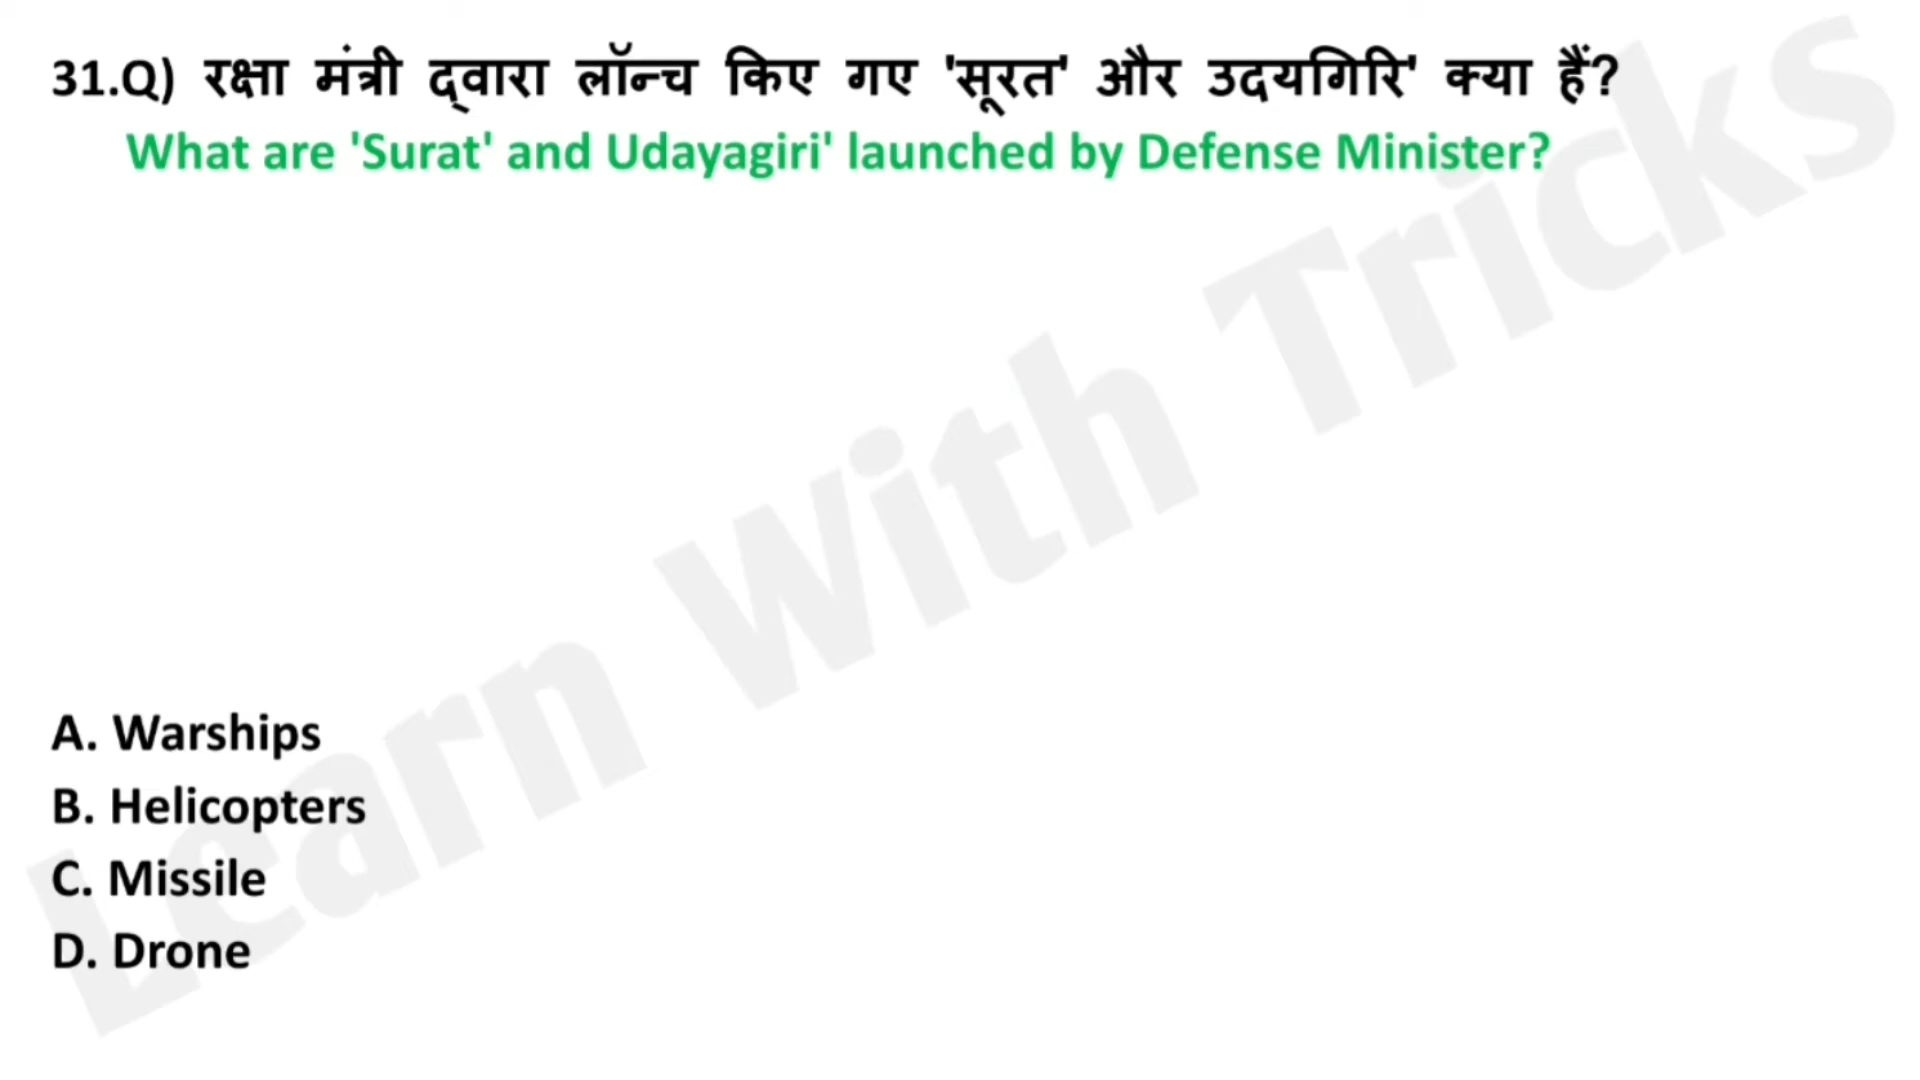 31.Q) रक्षा मंत्री द्वारा लॉन्च किए गए 'सूरत' और उदयगिरि' क्या हैं?
What are 'Surat' and Udayagiri' launched by Defense Minister?
Learn With Tricks
A. Warships
B. Helicopters
C. Missile
D. Drone